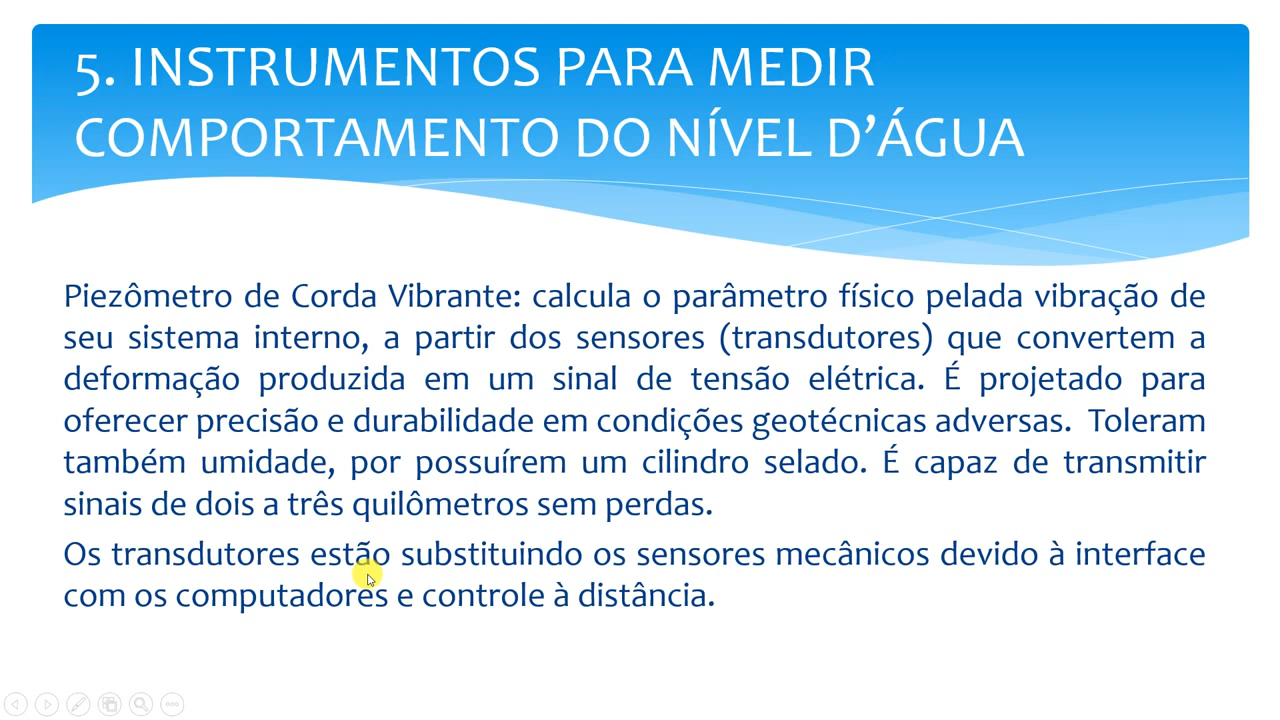 5. INSTRUMENTOS PARA MEDIR
COMPORTAMENTO DO NÍVEL D’ÁGUA
Piezômetro de Corda Vibrante: calcula o parâmetro físico pelada vibração de
seu sistema interno, a partir dos sensores (transdutores) que convertem a
deformação produzida em um sinal de tensão elétrica. É projetado para
oferecer precisão e durabilidade em condições geotécnicas adversas. Toleram
também umidade, por possuírem um cilindro selado. É capaz de transmitir
sinais de dois a três quilômetros sem perdas.
Os transdutores estão substituindo os sensores mecânicos devido à interface
com os computadores e controle à distância.